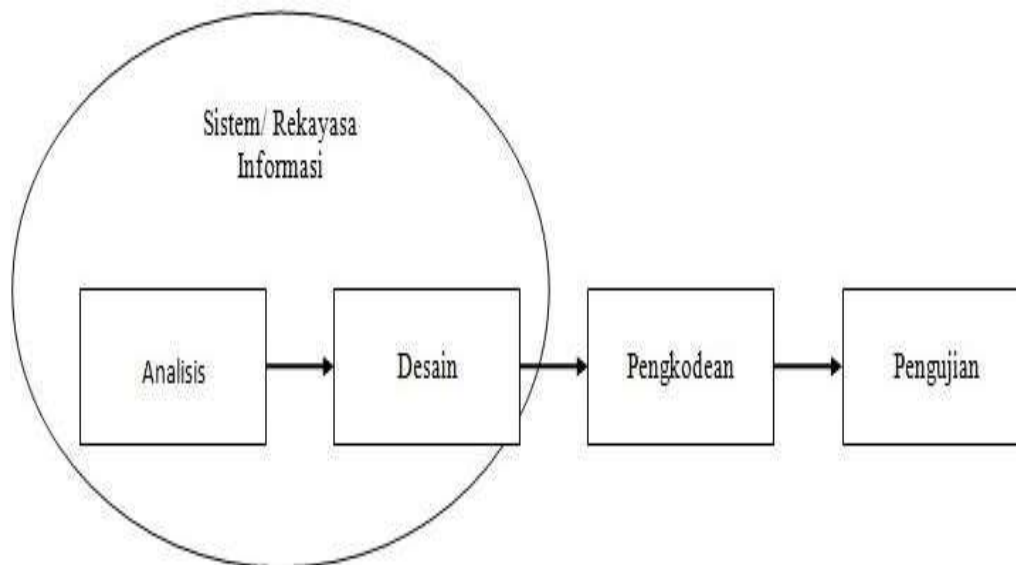 Sistem/ Rekayasa
Informasi
Analisis
Desain
Pengkodean
Pengujian